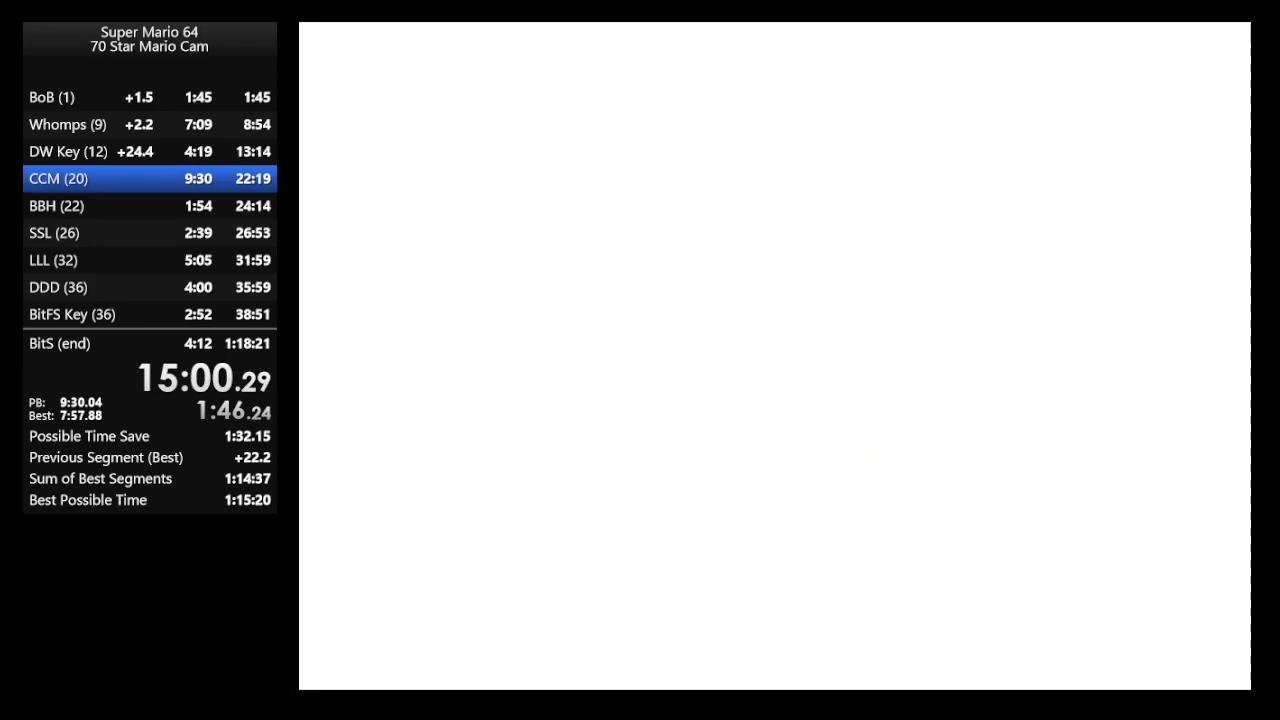 Super Mario 64
70 Star Mario Cam
BoB (1) +1.5 1:45 1:45
Whomps (9) +2.2 7:09 8:54
DW Key (12) +24.4 4:19 13:14
CCM (20) 9:30 22:19
BBH (22) 1:54 24:14
SSL (26) 2:39 26:53
LLL (32) 5:05 31:59
DDD (36) 4:00 35:59
BitFS Key (36) 2:52 38:51
BitS (end) 4:12 1:18:21
15:00.29
PB: 9:30.04
Best: 7:57.88 1:46.24
Possible Time Save 1:32.15
Previous Segment (Best) +22.2
Sum of Best Segments 1:14:37
Best Possible Time 1:15:20